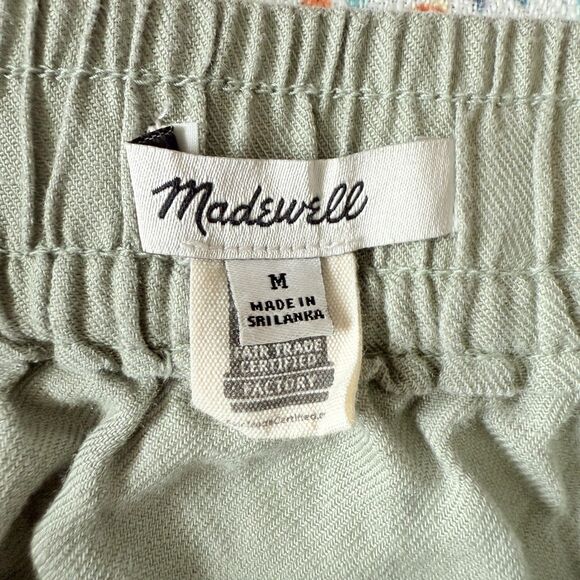 Madewell
M
MADE IN
SRI LANKA
FAIR TRADE
CERTIFIED
FACTORY